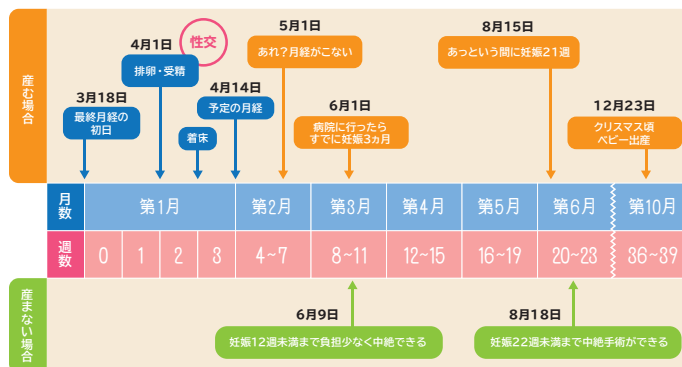 産む場合
3月18日
最終月経の
初日
4月1日
性交
排卵・受精
着床
4月14日
予定の月経
5月1日
あれ?月経がこない
6月1日
病院に行ったら
すでに妊娠3ヵ月
8月15日
あっという間に妊娠21週
12月23日
クリスマス頃
ベビー出産
月数
第1月
第2月
第3月
第4月
第5月
第6月
第10月
週数
0
1
2
3
4~7
8~11
12~15
16~19
20~23
36~39
産まない場合
6月9日
妊娠12週未満まで負担少なく中絶できる
8月18日
妊娠22週未満まで中絶手術ができる